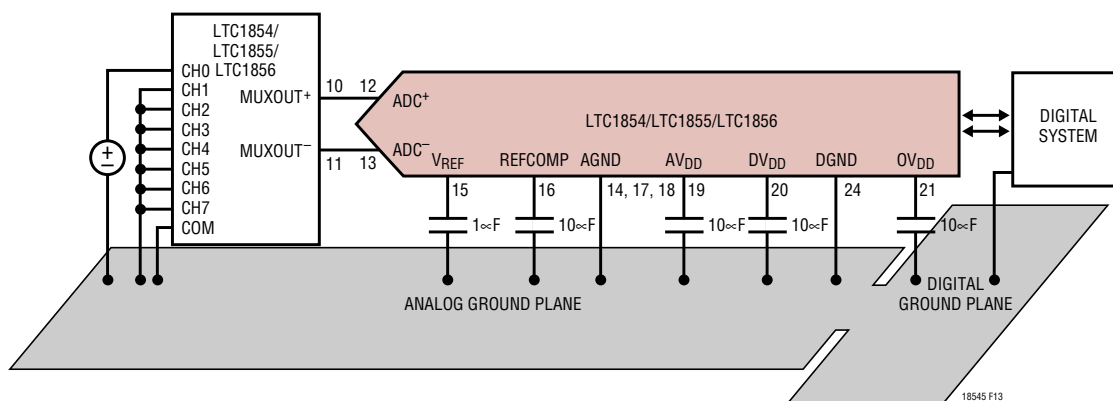 LTC1854/
LTC1855/
LTC1856
CH0
CH1
CH2
CH3
CH4
CH5
CH6
CH7
COM
MUXOUT+
MUXOUT–
10 12
11 13
ADC+
ADC–
LTC1854/LTC1855/LTC1856
VREF REFCOMP AGND AVDD DVDD DGND OVDD
15 16 14, 17, 18 19 20 24 21
1∝F 10∝F 10∝F 10∝F 10∝F
DIGITAL
SYSTEM
+
–
ANALOG GROUND PLANE
DIGITAL
GROUND PLANE
18545 F13